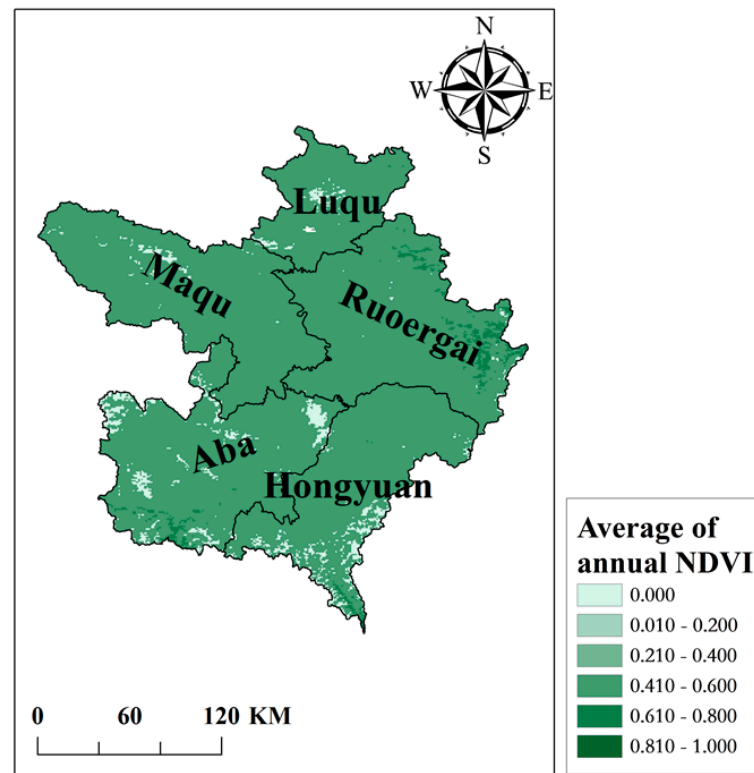 N
W E
S
Luqu
Maqu
Ruoergai
Aba
Hongyuan
Average of
annual NDVI
0.000
0.010 - 0.200
0.210 - 0.400
0.410 - 0.600
0.610 - 0.800
0.810 - 1.000
0 60 120 KM